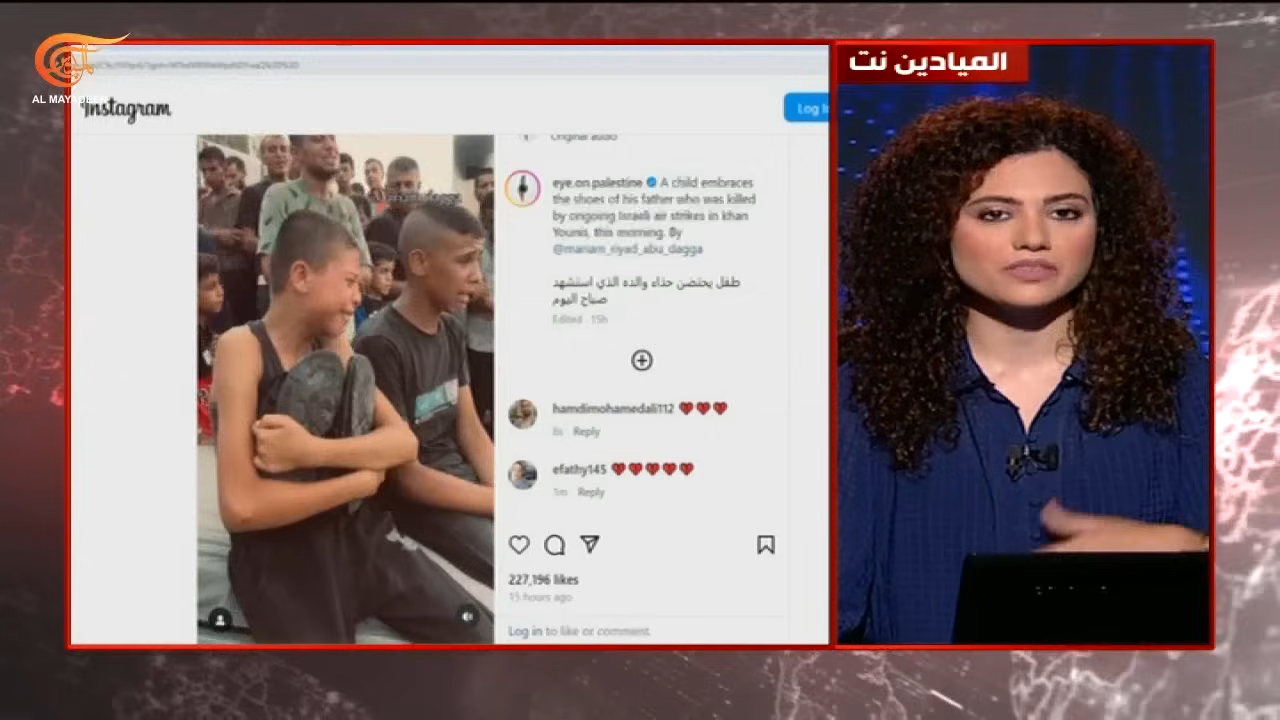 AL MAYADEEN
الميادين نت
Instagram
Log In
Original audio
eye.on.palestine A child embraces
the shoes of his father who was killed
by ongoing Israeli air strikes in khan
Younis, this morning. By
@mariam_riyad_abu_dagga
طفل يحتضن حذاء والده الذي استشهد
صباح اليوم
Edited · 15h
hamdimohamedali112
8s Reply
efathy145
1m Reply
227,196 likes
15 hours ago
Log in to like or comment.